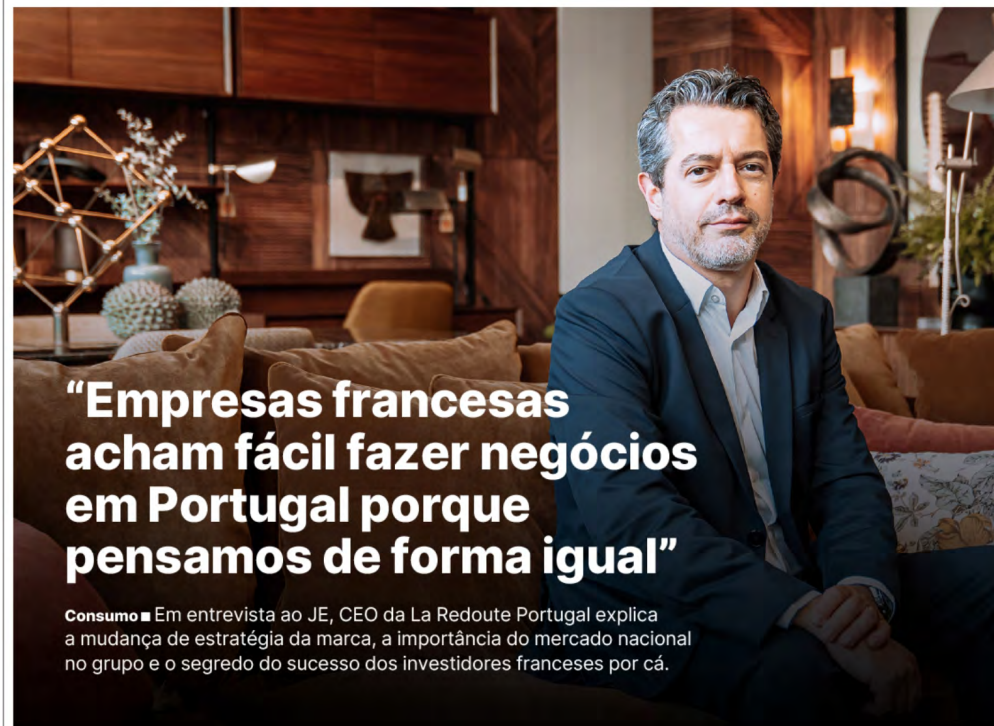 “Empresas francesas
acham fácil fazer negócios
em Portugal porque
pensamos de forma igual”
Consumo ■ Em entrevista ao JE, CEO da La Redoute Portugal explica
a mudança de estratégia da marca, a importância do mercado nacional
no grupo e o segredo do sucesso dos investidores franceses por cá.